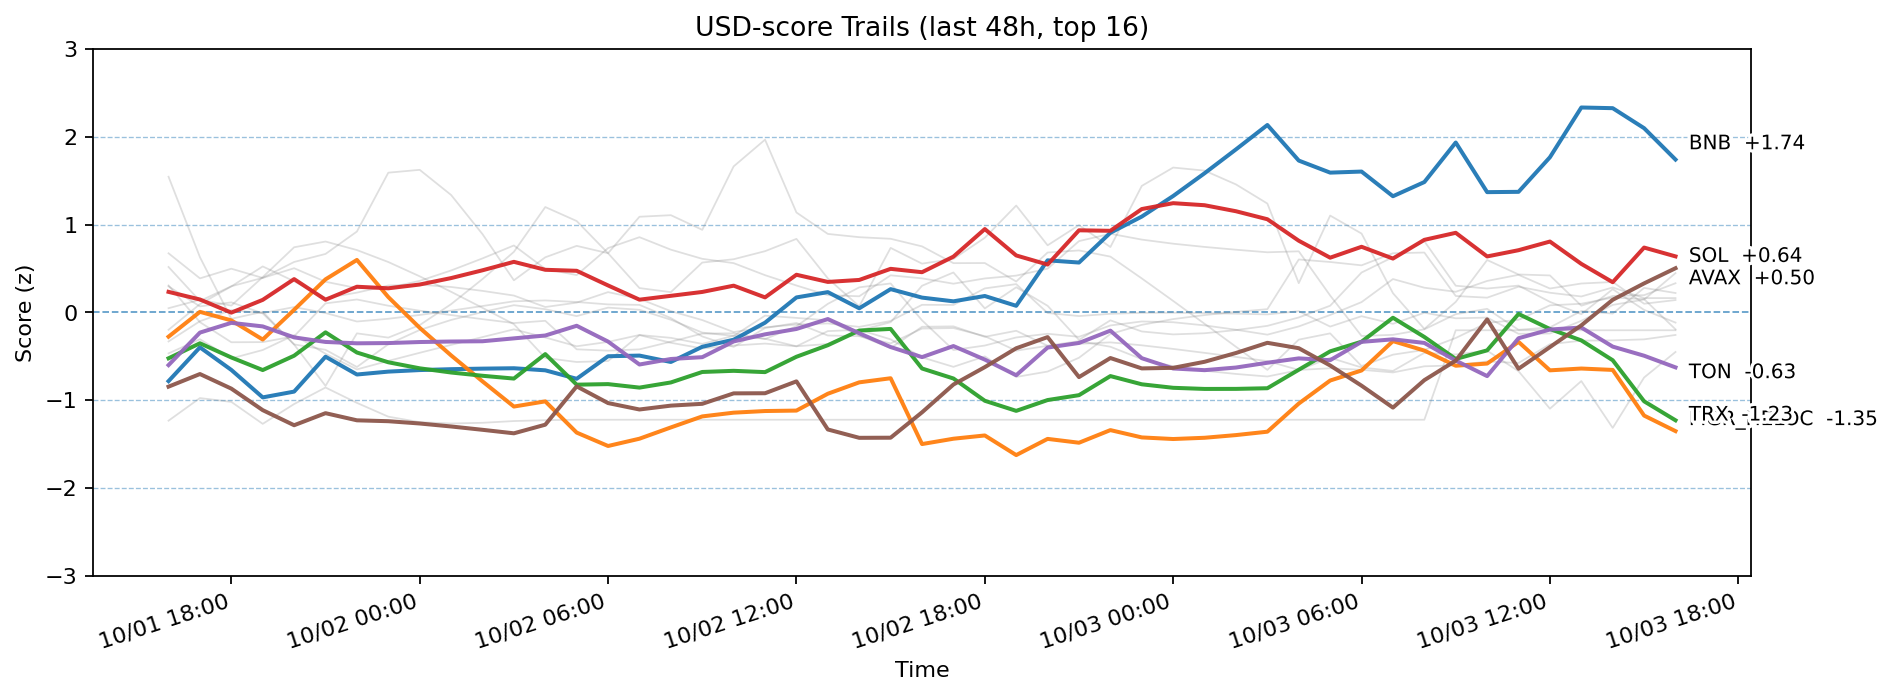 USD-score Trails (last 48h, top 16)
Score (z)
3
2
1
0
−1
−2
−3
BNB +1.74
SOL +0.64
AVAX +0.50
TON -0.63
TRX -1.23
-1.35
10/01 18:00
10/02 00:00
10/02 06:00
10/02 12:00
10/02 18:00
10/03 00:00
10/03 06:00
10/03 12:00
10/03 18:00
Time